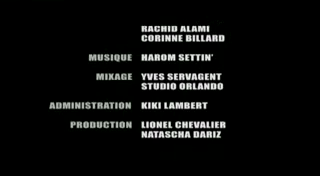 RACHID ALAMI
CORINNE BILLARD
MUSIQUE HAROM SETTIN'
MIXAGE YVES SERVAGENT
STUDIO ORLANDO
ADMINISTRATION KIKI LAMBERT
PRODUCTION LIONEL CHEVALIER
NATASCHA DARIZ